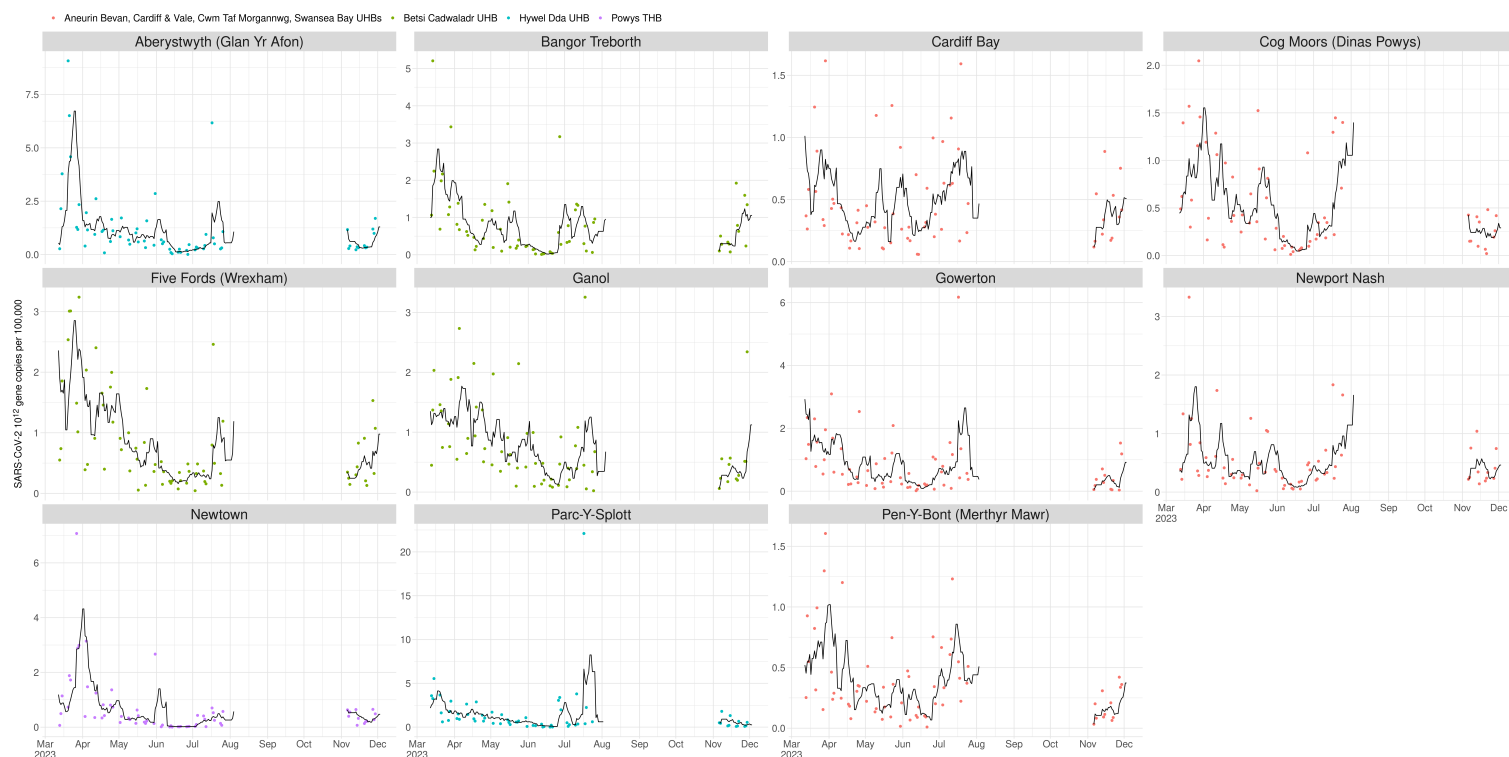 Aneurin Bevan, Cardiff & Vale, Cwm Taf Morgannwg, Swansea Bay UHBs Betsi Cadwaladr UHB Hywel Dda UHB Powys THB
Aberystwyth (Glan Yr Afon) Bangor Treborth Cardiff Bay Cog Moors (Dinas Powys)
7.5 5.0 2.5 0.0
5 4 3 2 1 0
1.5 1.0 0.5 0.0
2.0 1.5 1.0 0.5 0.0
Five Fords (Wrexham) Ganol Gowerton Newport Nash
3 2 1 0
3 2 1 0
6 4 2 0
3 2 1 0
SARS-CoV-2 10¹² gene copies per 100,000
Mar Apr May Jun Jul Aug Sep Oct Nov Dec
2023
Newtown Parc-Y-Splott Pen-Y-Bont (Merthyr Mawr)
6 4 2 0
20 15 10 5 0
1.5 1.0 0.5 0.0
Mar Apr May Jun Jul Aug Sep Oct Nov Dec
2023
Mar Apr May Jun Jul Aug Sep Oct Nov Dec
2023
Mar Apr May Jun Jul Aug Sep Oct Nov Dec
2023